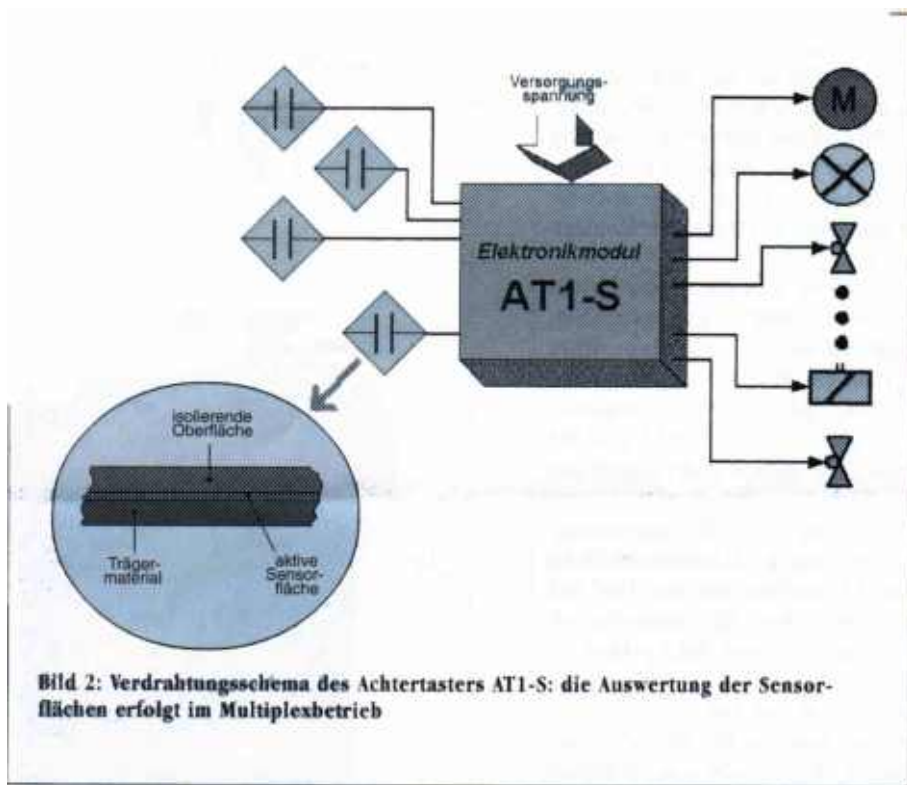 Versorgungs-
spannung
M
Elektronikmodul
AT1-S
isolierende
Oberfläche
Träger-
material
aktive
Sensor-
fläche
Bild 2: Verdrahtungsschema des Achtertasters AT1-S: die Auswertung der Sensor-
flächen erfolgt im Multiplexbetrieb